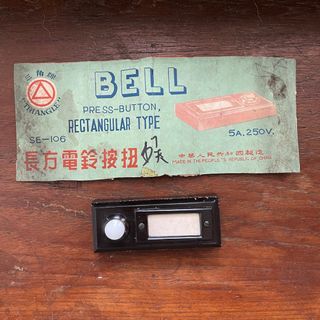 三角牌
"TRIANGLE"
BELL
PRESS-BUTTON,
RECTANGULAR TYPE
SE-106
5A, 250V.
長方電鈴按扭
中華人民共和國製造
MADE IN THE PEOPLE'S REPUBLIC OF CHINA